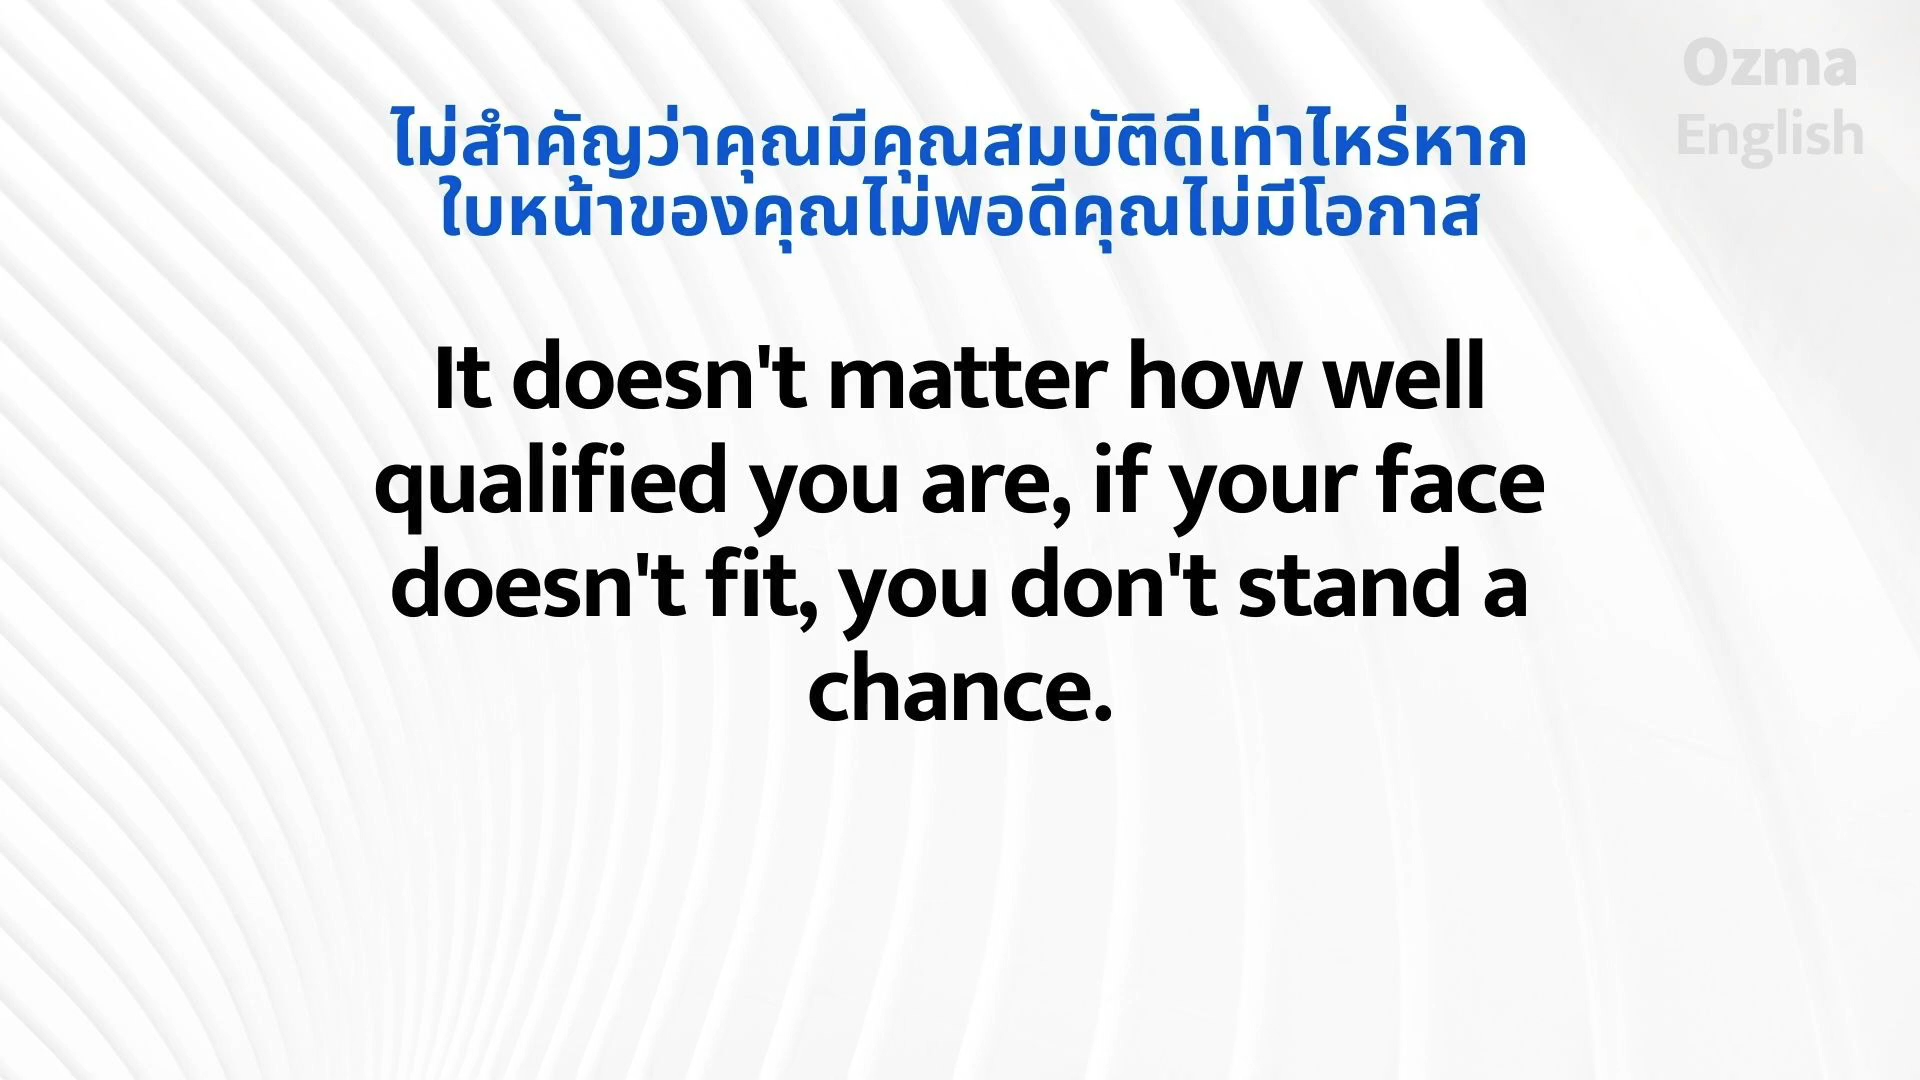 Ozma
English
ไม่สำคัญว่าคุณมีคุณสมบัติดีเท่าไหร่หาก
ใบหน้าของคุณไม่พอดีคุณไม่มีโอกาส
It doesn't matter how well
qualified you are, if your face
doesn't fit, you don't stand a
chance.